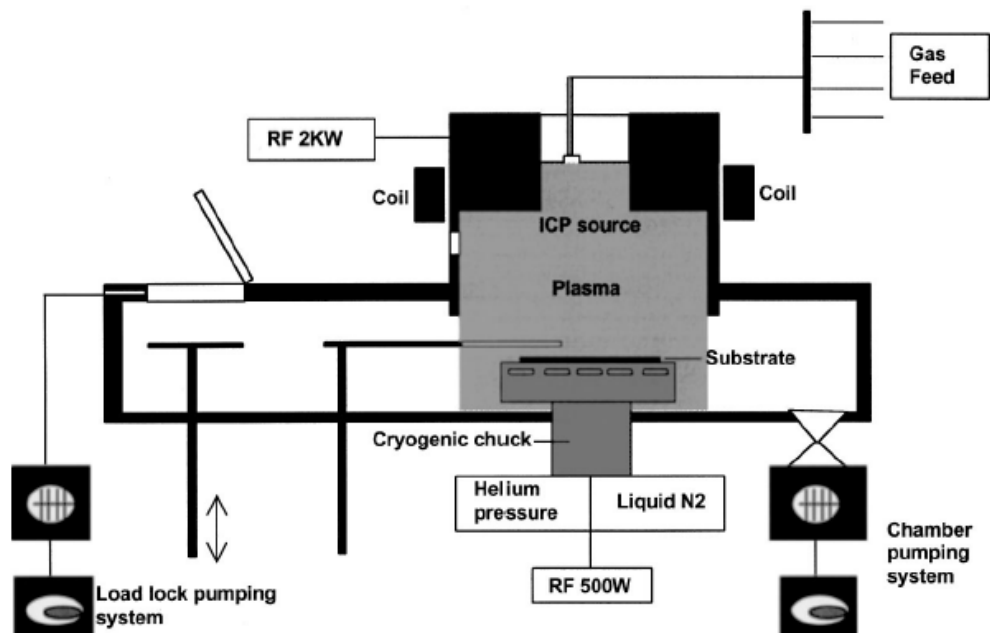 Gas
Feed
RF 2KW
Coil
Coil
ICP source
Plasma
Substrate
Cryogenic chuck
Helium
pressure
Liquid N2
RF 500W
Load lock pumping
system
Chamber
pumping
system